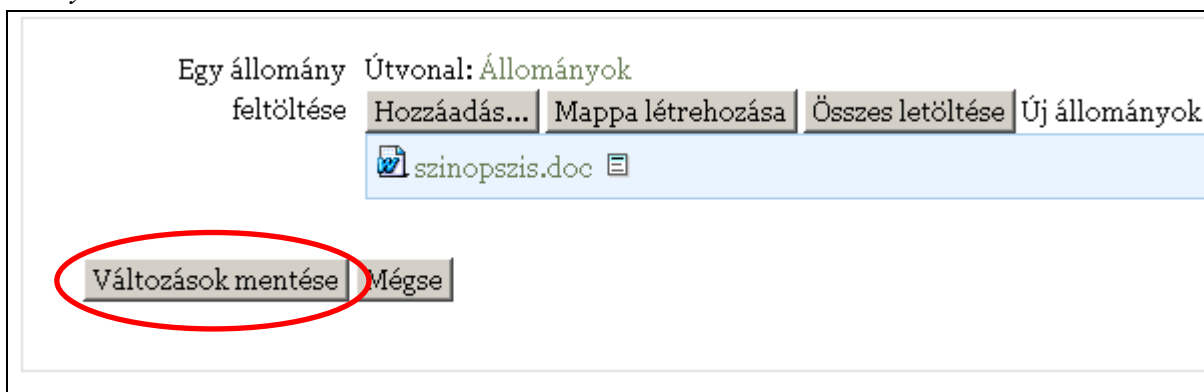 Egy állomány Útvonal: Állományok
feltöltése Hozzáadás... Mappa létrehozása Összes letöltése Új állományok
szinopszis.doc
Változások mentése Mégse